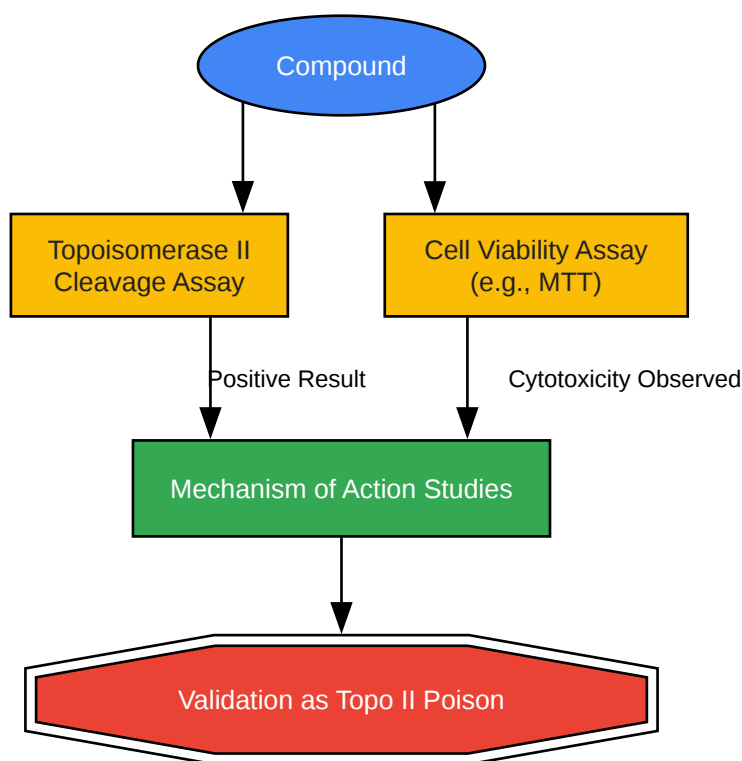 Compound
Topoisomerase II
Cleavage Assay
Cell Viability Assay
(e.g., MTT)
Positive Result
Cytotoxicity Observed
Mechanism of Action Studies
Validation as Topo II Poison